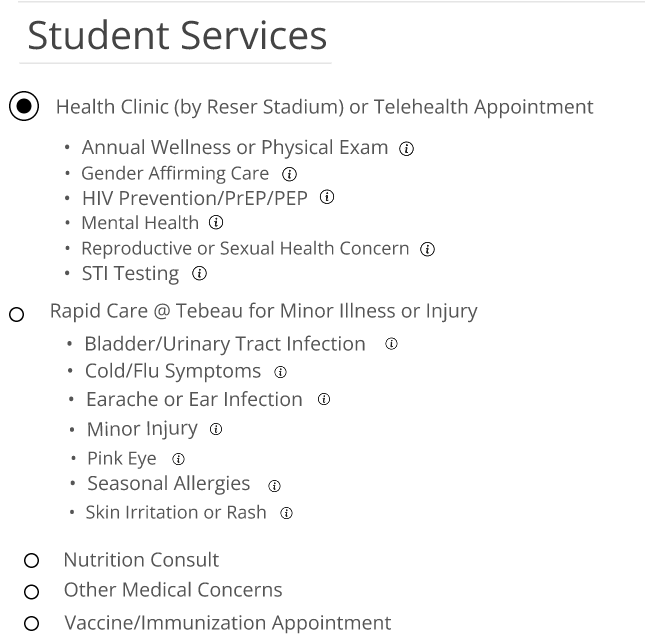 Student Services
Health Clinic (by Reser Stadium) or Telehealth Appointment
• Annual Wellness or Physical Exam
• Gender Affirming Care
• HIV Prevention/PrEP/PEP
• Mental Health
• Reproductive or Sexual Health Concern
• STI Testing
Rapid Care @ Tebeau for Minor Illness or Injury
• Bladder/Urinary Tract Infection
• Cold/Flu Symptoms
• Earache or Ear Infection
• Minor Injury
• Pink Eye
• Seasonal Allergies
• Skin Irritation or Rash
Nutrition Consult
Other Medical Concerns
Vaccine/Immunization Appointment